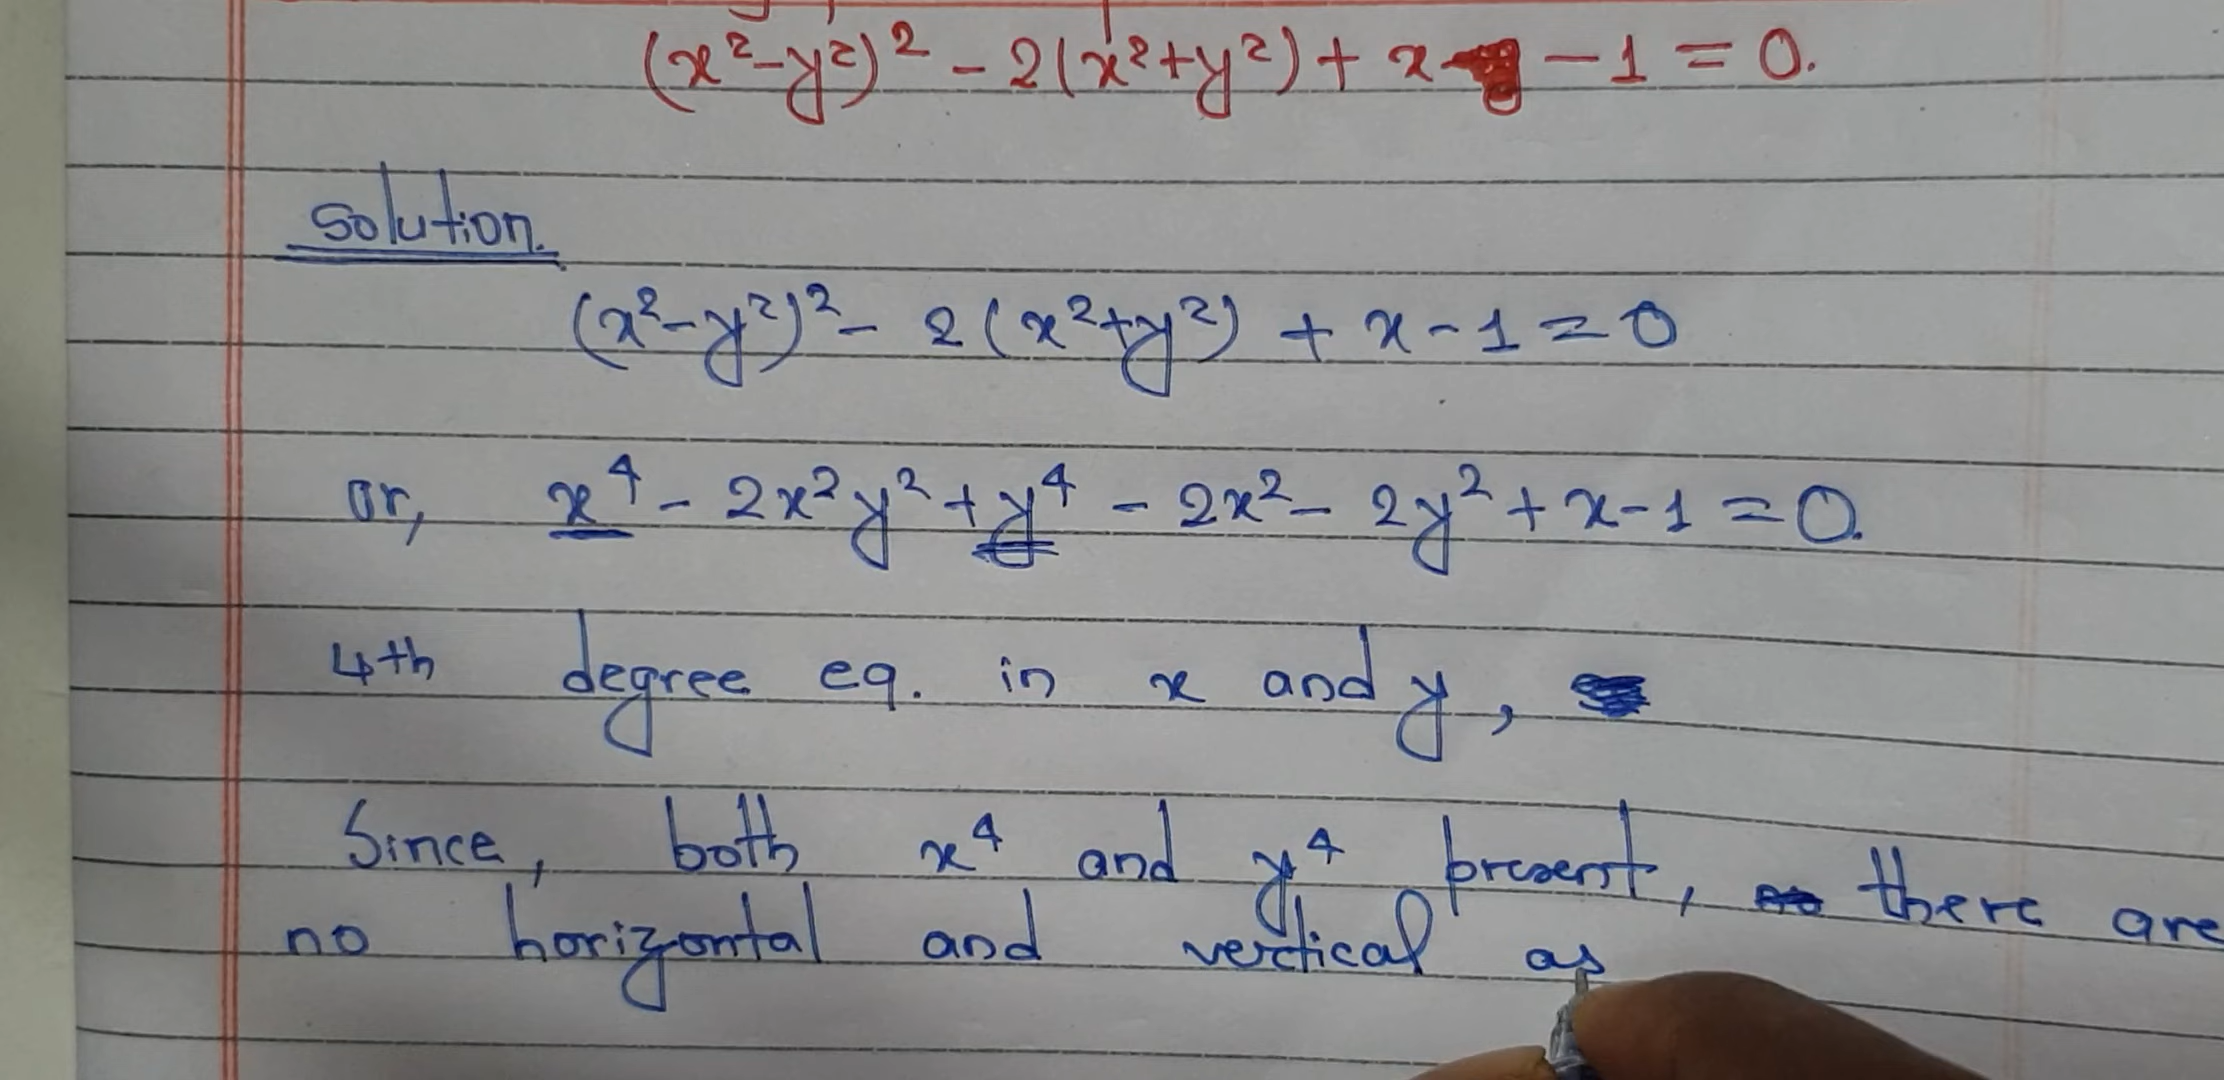 (x²-y²)² - 2(x²+y²) + x - 1 = 0.
Solution.
(x²-y²)² - 2(x²+y²) + x-1=0
or, x⁴ - 2x²y² + y⁴ - 2x² - 2y² + x-1=0.
4th degree eq. in x and y,
Since, both x⁴ and y⁴ present, there are
no horizontal and vertical as